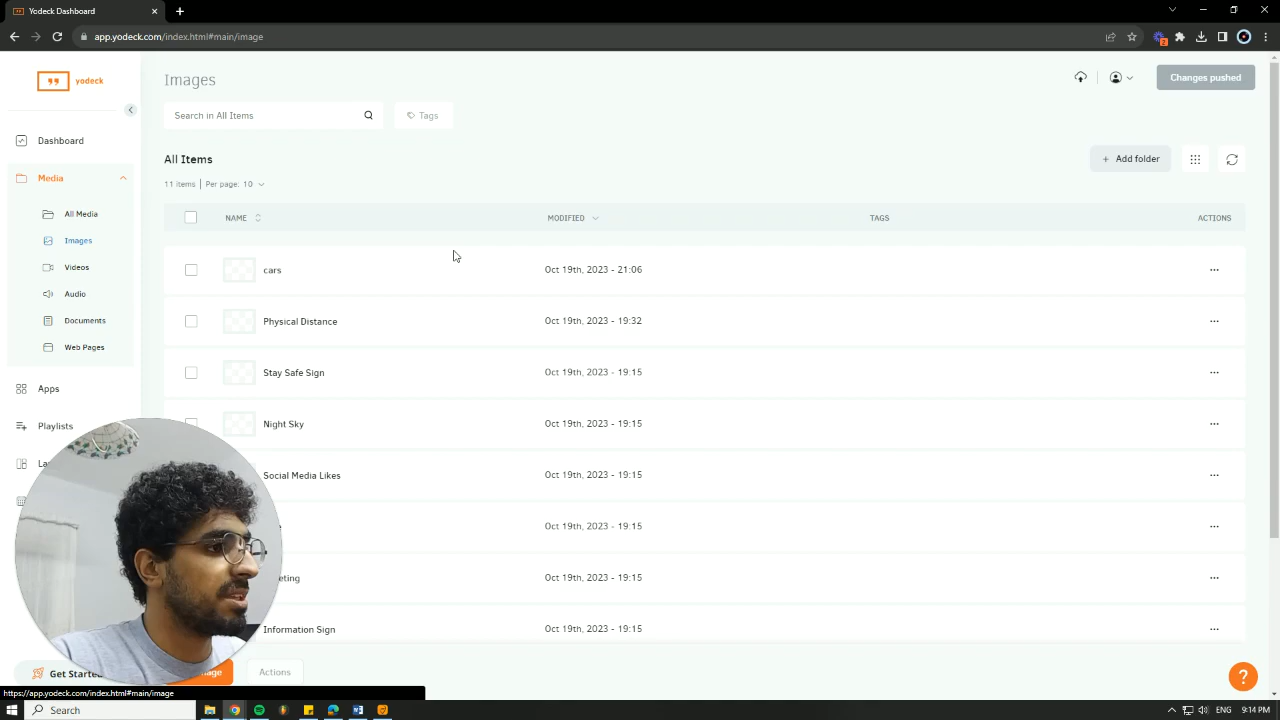 Yodeck Dashboard
app.yodeck.com/index.html#main/image
2
yodeck
Images
Changes pushed
Search in All Items
Tags
Dashboard
All Items
+ Add folder
Media
11 items | Per page: 10
All Media
NAME MODIFIED TAGS ACTIONS
Images
Videos
cars Oct 19th, 2023 - 21:06 ...
Audio
Documents
Physical Distance Oct 19th, 2023 - 19:32 ...
Web Pages
Stay Safe Sign Oct 19th, 2023 - 19:15 ...
Apps
Playlists
Night Sky Oct 19th, 2023 - 19:15 ...
Social Media Likes Oct 19th, 2023 - 19:15 ...
Oct 19th, 2023 - 19:15 ...
Oct 19th, 2023 - 19:15 ...
Information Sign Oct 19th, 2023 - 19:15 ...
Get Started
Actions
?
https://app.yodeck.com/index.html#main/image
Search
ENG 9:14 PM